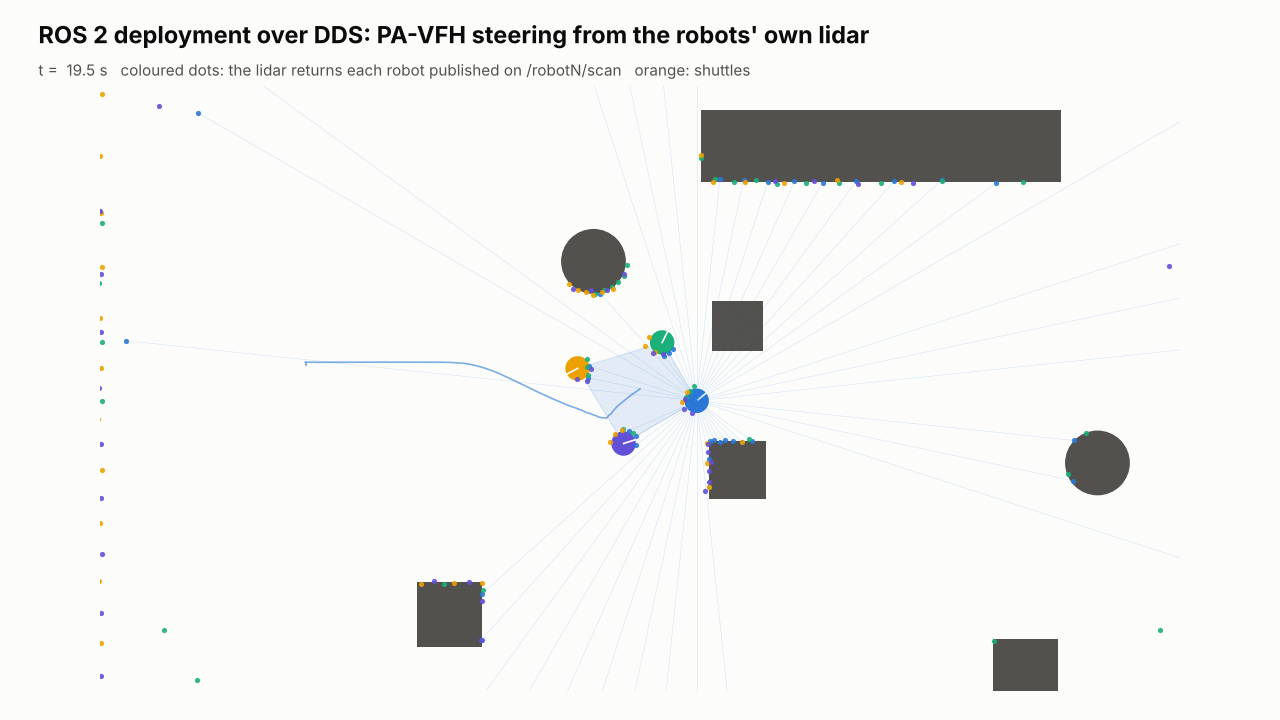 ROS 2 deployment over DDS: PA-VFH steering from the robots' own lidar
t =  19.5 s   coloured dots: the lidar returns each robot published on /robotN/scan   orange: shuttles